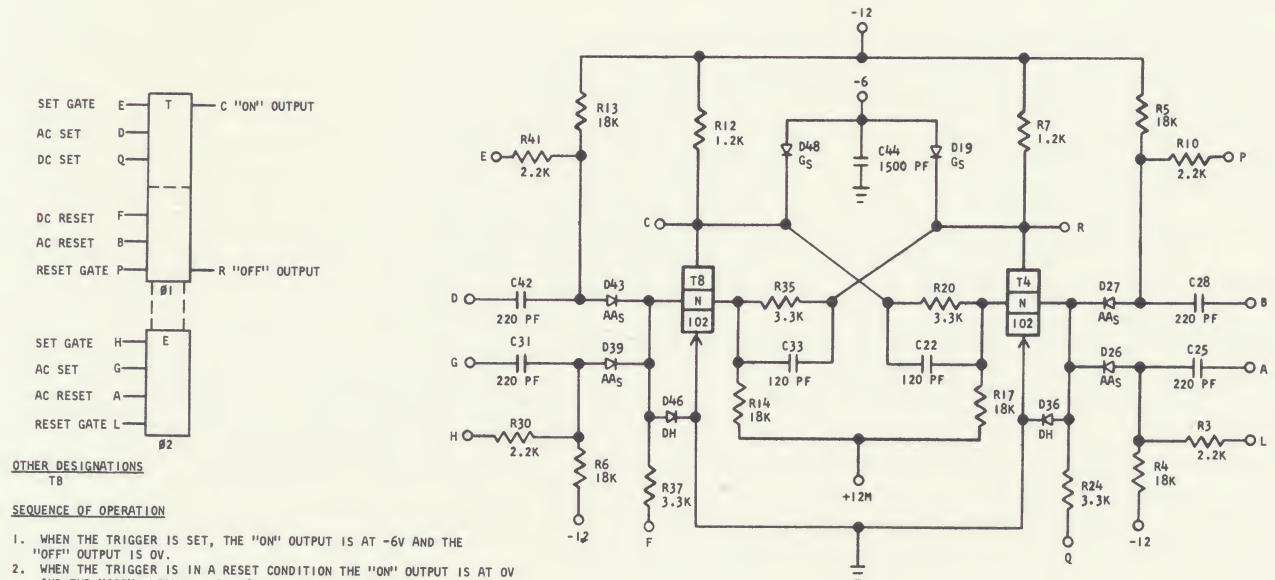 SET GATE E T C "ON" OUTPUT
AC SET D
DC SET Q
DC RESET F
AC RESET B
RESET GATE P R "OFF" OUTPUT
Ø1
SET GATE H E
AC SET G
AC RESET A
RESET GATE L
Ø2
OTHER DESIGNATIONS
TB
SEQUENCE OF OPERATION
1. WHEN THE TRIGGER IS SET, THE "ON" OUTPUT IS AT -6V AND THE
"OFF" OUTPUT IS OV.
2. WHEN THE TRIGGER IS IN A RESET CONDITION THE "ON" OUTPUT IS AT OV
-12
-6
R13
18K
R12
1.2K
D48
GS
C44
1500 PF
D19
GS
R7
1.2K
R5
18K
R41
E
2.2K
R10
P
2.2K
C
R
C42
D
220 PF
D43
AAS
T8
N
102
R35
3.3K
R20
3.3K
T4
N
102
D27
AAS
C28
B
220 PF
C31
G
220 PF
D39
AAS
C33
120 PF
C22
120 PF
D26
AAS
C25
A
220 PF
D46
DH
R14
18K
R17
18K
D36
DH
R30
H
2.2K
R6
18K
R37
3.3K
+12M
R24
3.3K
R4
18K
R3
L
2.2K
-12
F
Q
-12